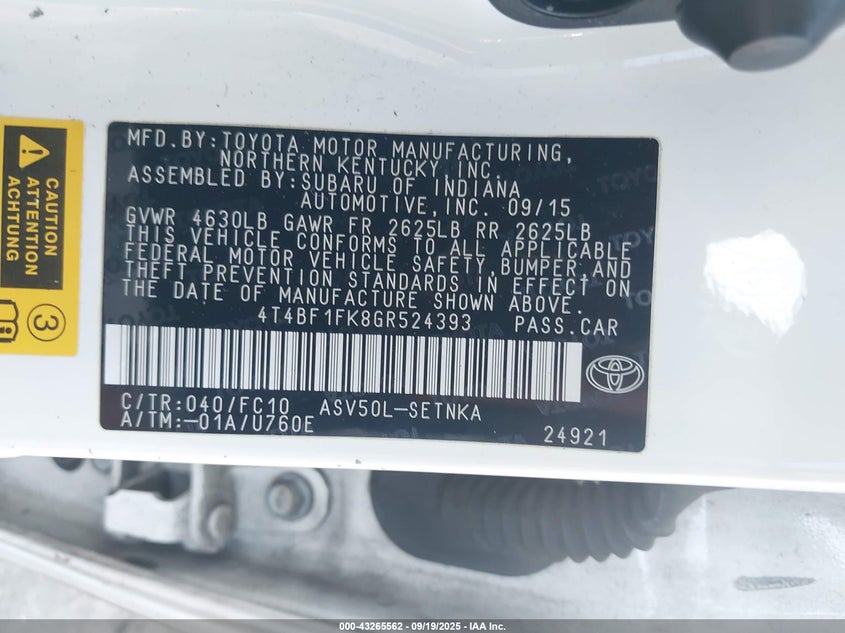 MFD.BY:TOYOTA MOTOR MANUFACTURING,
NORTHERN KENTUCKY, INC.
ASSEMBLED BY:SUBARU OF INDIANA
AUTOMOTIVE,INC. 09/15
GVWR 4630LB GAWR FR 2625LB RR 2625LB
THIS VEHICLE CONFORMS TO ALL APPLICABLE
FEDERAL MOTOR VEHICLE SAFETY,BUMPER,AND
THEFT PREVENTION STANDARDS IN EFFECT ON
THE DATE OF MANUFACTURE SHOWN ABOVE.
4T4BF1FK8GR524393 PASS.CAR
C/TR:040/FC10 ASV50L-SETNKA
A/TM:-01A/U760E 24921
CAUTION
ATTENTION
PRECAUCIÓN
3
000-43265562 - 09/19/2025 - IAA Inc.